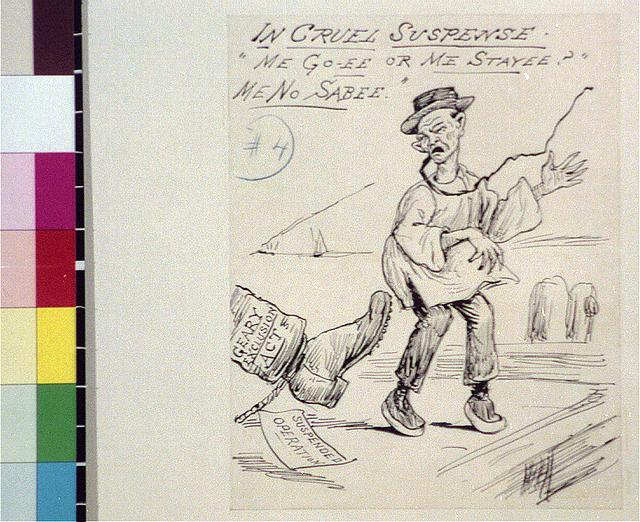 IN CRUEL SUSPENSE.
"ME GO-EE OR ME STAYEE?"
ME NO SABEE."
#4
GEARY
EXCLUSION
ACT
SUSPENDED
OPERATION